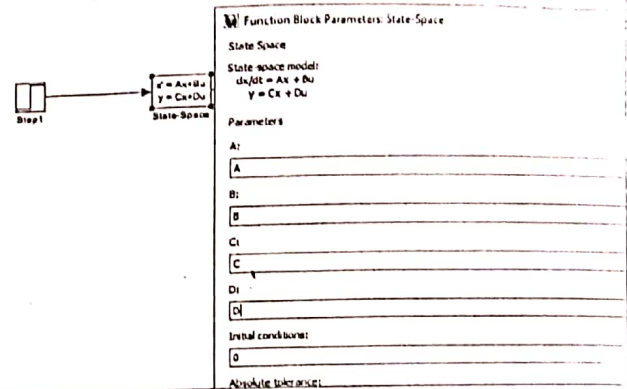 Function Block Parameters: State-Space
State Space
State-space model:
dx/dt = Ax + Bu
y = Cx + Du
Parameters
A:
A
B:
B
C:
C
D:
D
Initial conditions:
0
Absolute tolerance:
x' = Ax+Bu
y = Cx+Du
State-Space
Step1